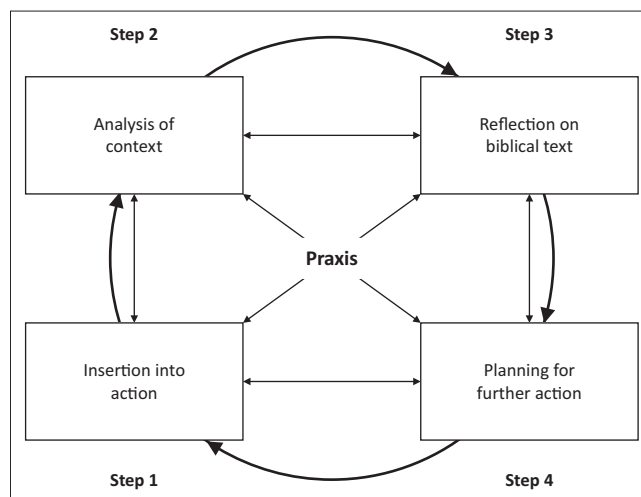 Step 2
Step 3
Analysis of
context
Reflection on
biblical text
Praxis
Insertion into
action
Planning for
further action
Step 1
Step 4